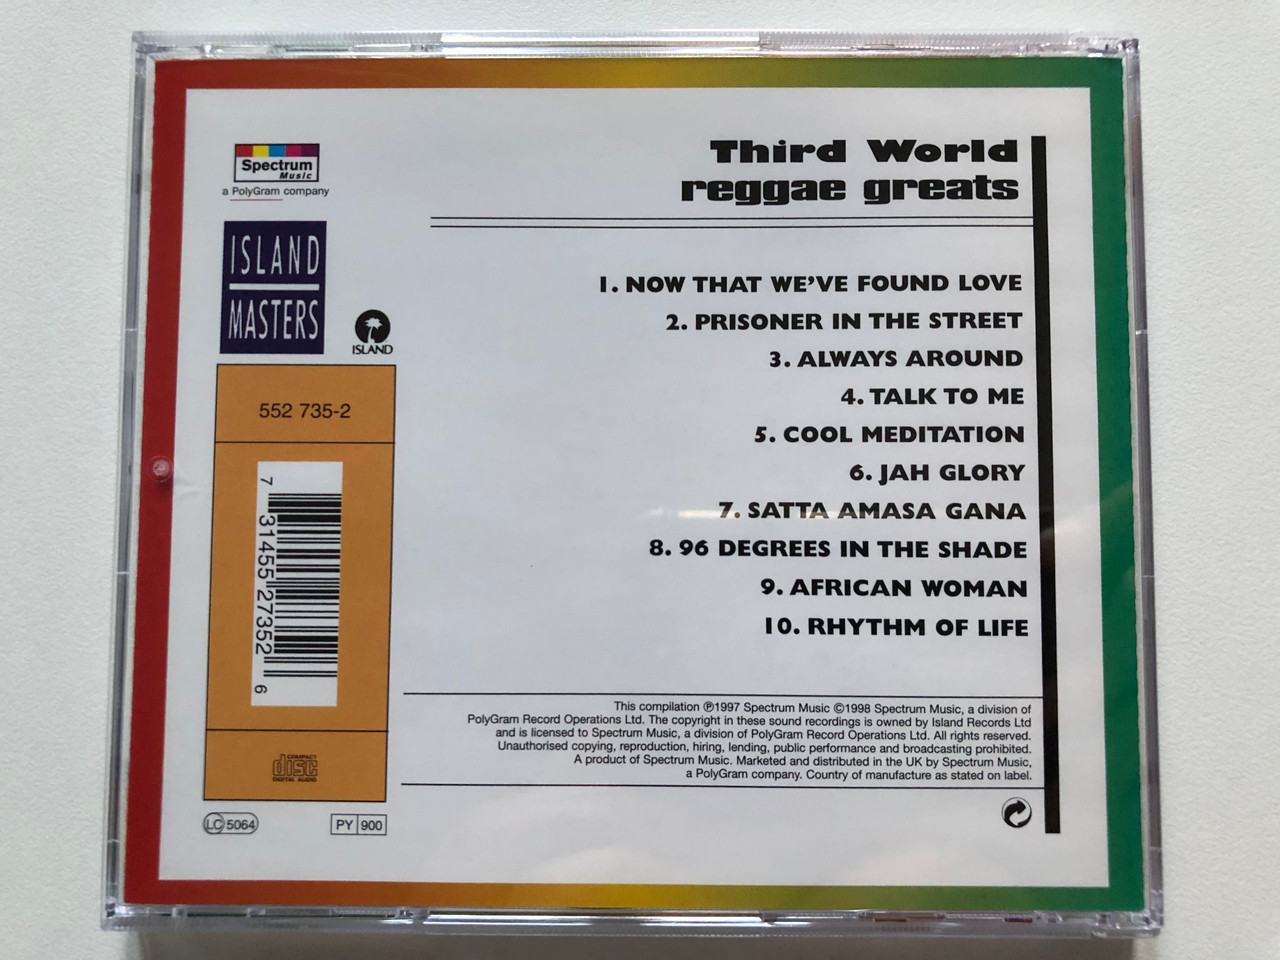 Spectrum
Music
a PolyGram company
ISLAND
MASTERS
ISLAND
552 735-2
7 31455 27352 6
COMPACT
disc
DIGITAL AUDIO
LC 5064
PY 900
Third World
reggae greats
1. NOW THAT WE'VE FOUND LOVE
2. PRISONER IN THE STREET
3. ALWAYS AROUND
4. TALK TO ME
5. COOL MEDITATION
6. JAH GLORY
7. SATTA AMASA GANA
8. 96 DEGREES IN THE SHADE
9. AFRICAN WOMAN
10. RHYTHM OF LIFE
This compilation ℗1997 Spectrum Music ©1998 Spectrum Music, a division of
PolyGram Record Operations Ltd. The copyright in these sound recordings is owned by Island Records Ltd
and is licensed to Spectrum Music, a division of PolyGram Record Operations Ltd. All rights reserved.
Unauthorised copying, reproduction, hiring, lending, public performance and broadcasting prohibited.
A product of Spectrum Music. Marketed and distributed in the UK by Spectrum Music,
a PolyGram company. Country of manufacture as stated on label.